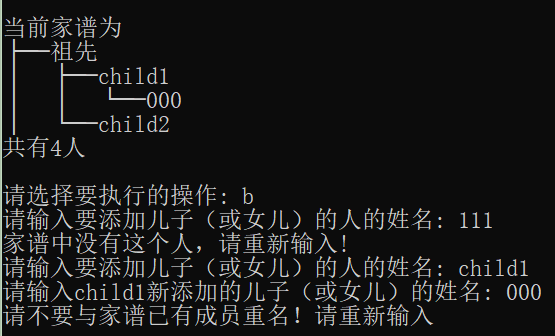 当前家谱为
├──祖先
│   ├──child1
│   │   └──000
│   └──child2
共有4人
请选择要执行的操作: b
请输入要添加儿子（或女儿）的人的姓名: 111
家谱中没有这个人，请重新输入!
请输入要添加儿子（或女儿）的人的姓名: child1
请输入child1新添加的儿子（或女儿）的姓名: 000
请不要与家谱已有成员重名! 请重新输入